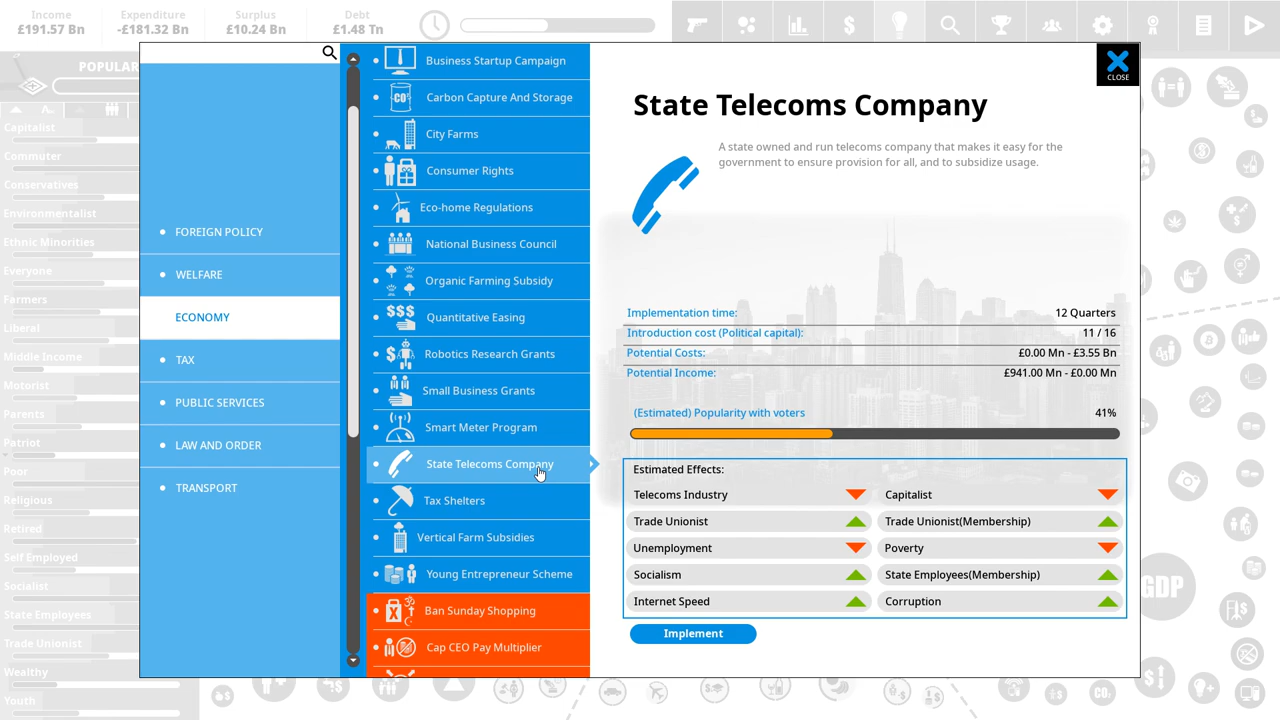 Income
£191.57 Bn
Expenditure
-£181.32 Bn
Surplus
£10.24 Bn
Debt
£1.48 Tn
POPULAR
Capitalist
Commuter
Conservatives
Environmentalist
Ethnic Minorities
Everyone
Farmers
Liberal
Middle Income
Motorist
Parents
Patriot
Poor
Religious
Retired
Self Employed
Socialist
State Employees
Trade Unionist
Wealthy
Youth
FOREIGN POLICY
WELFARE
ECONOMY
TAX
PUBLIC SERVICES
LAW AND ORDER
TRANSPORT
Business Startup Campaign
Carbon Capture And Storage
City Farms
Consumer Rights
Eco-home Regulations
National Business Council
Organic Farming Subsidy
Quantitative Easing
Robotics Research Grants
Small Business Grants
Smart Meter Program
State Telecoms Company
Tax Shelters
Vertical Farm Subsidies
Young Entrepreneur Scheme
Ban Sunday Shopping
Cap CEO Pay Multiplier
CLOSE
State Telecoms Company
A state owned and run telecoms company that makes it easy for the
government to ensure provision for all, and to subsidize usage.
Implementation time: 12 Quarters
Introduction cost (Political capital): 11 / 16
Potential Costs: £0.00 Mn - £3.55 Bn
Potential Income: £941.00 Mn - £0.00 Mn
(Estimated) Popularity with voters 41%
Estimated Effects:
Telecoms Industry Capitalist
Trade Unionist Trade Unionist(Membership)
Unemployment Poverty
Socialism State Employees(Membership)
Internet Speed Corruption
Implement
GDP